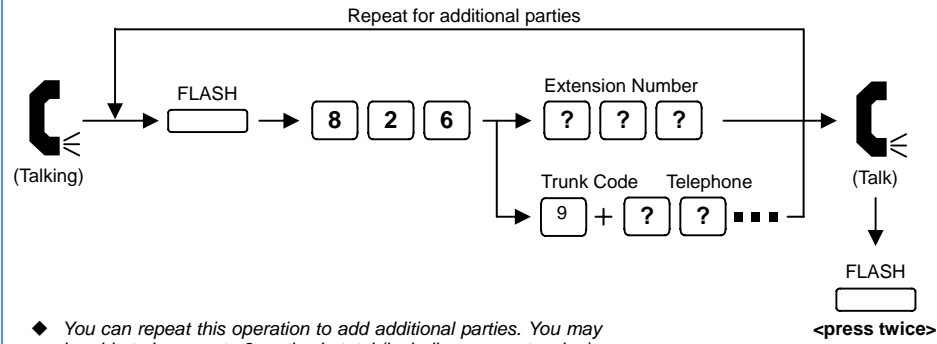 Repeat for additional parties
FLASH
8 2 6
Extension Number
? ? ?
(Talking)
Trunk Code Telephone
9 + ? ?
(Talk)
FLASH
<press twice>
◆ You can repeat this operation to add additional parties. You may